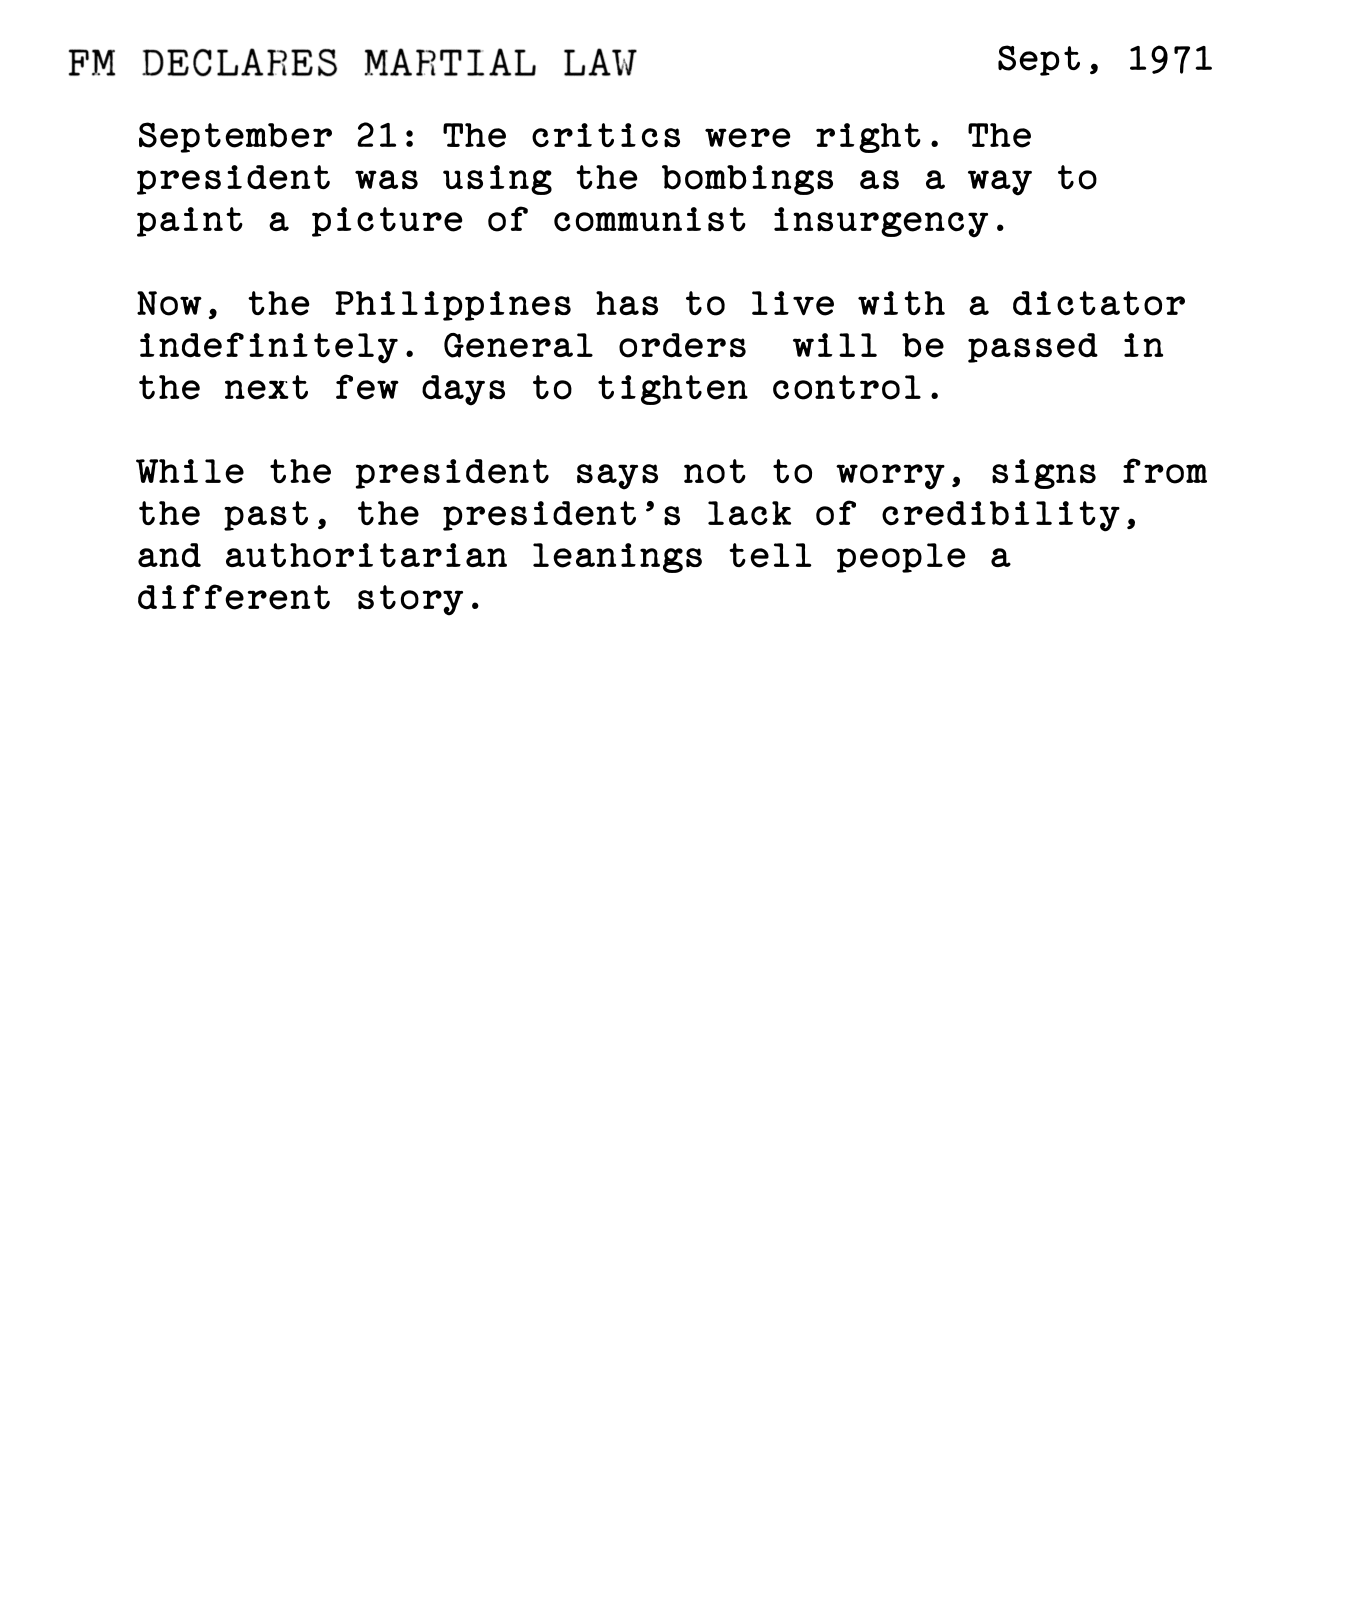 FM DECLARES MARTIAL LAW
Sept, 1971
September 21: The critics were right. The
president was using the bombings as a way to
paint a picture of communist insurgency.
Now, the Philippines has to live with a dictator
indefinitely. General orders  will be passed in
the next few days to tighten control.
While the president says not to worry, signs from
the past, the president’s lack of credibility,
and authoritarian leanings tell people a
different story.